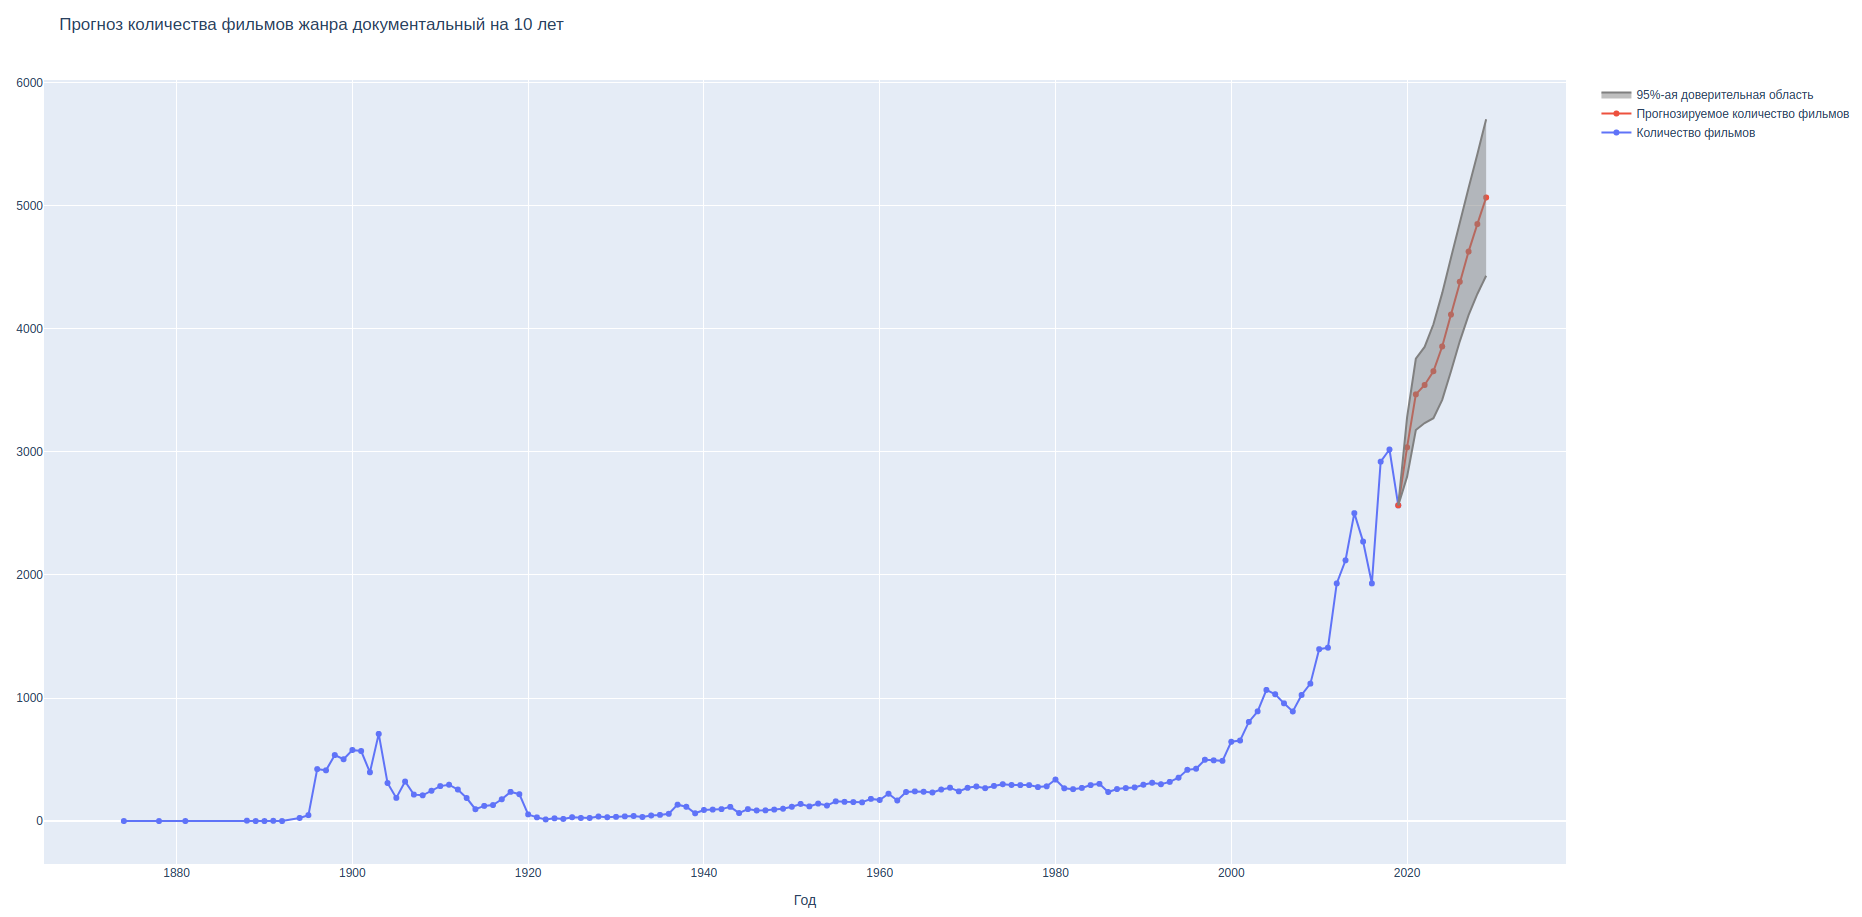 Прогноз количества фильмов жанра документальный на 10 лет
6000
5000
4000
3000
2000
1000
0
1880 1900 1920 1940 1960 1980 2000 2020
Год
95%-ая доверительная область
Прогнозируемое количество фильмов
Количество фильмов